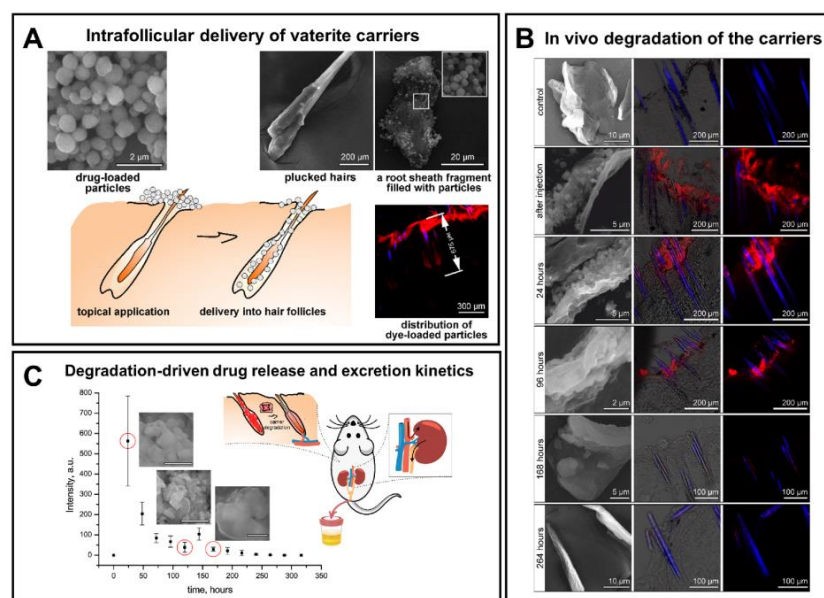 A
Intrafollicular delivery of vaterite carriers
2 µm
200 µm
20 µm
drug-loaded
particles
plucked hairs
a root sheath fragment
filled with particles
topical application
delivery into hair follicles
675 µm
300 µm
distribution of
dye-loaded particles
B
In vivo degradation of the carriers
control
10 µm
200 µm
200 µm
after injection
5 µm
200 µm
200 µm
24 hours
5 µm
200 µm
200 µm
96 hours
2 µm
200 µm
200 µm
168 hours
5 µm
100 µm
100 µm
264 hours
10 µm
100 µm
100 µm
C
Degradation-driven drug release and excretion kinetics
Intensity, a.u.
800
700
600
500
400
300
200
100
0
0
50
100
150
200
250
300
350
time, hours
carrier
degradation